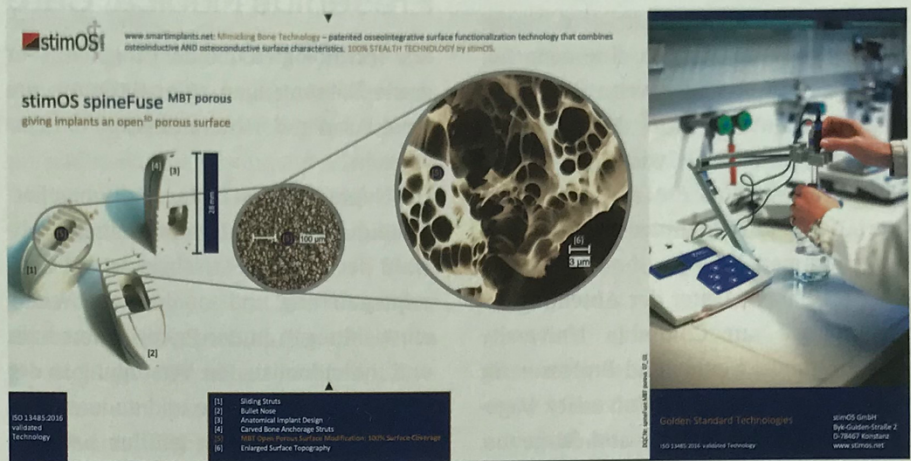 stimOS
www.smartimplants.net: Mimicking Bone Technology – patented osseointegrative surface functionalization technology that combines
osteoinductive AND osteoconductive surface characteristics. 100% STEALTH TECHNOLOGY by stimOS.
stimOS spineFuse MBT porous
giving implants an open so porous surface
[4]
[3]
28 mm
[5]
[1]
100 µm
[5]
[6]
3 µm
[2]
ISO 13485:2016
validated
Technology
[1] Sliding Struts
[2] Bullet Nose
[3] Anatomical Implant Design
[4] Carved Bone Anchorage Struts
[5] MBT Open Porous Surface Modification: 100% Surface Coverage
[6] Enlarged Surface Topography
Golden Standard Technologies
ISO 13485:2016 validated Technology
stimOS GmbH
Byk-Gulden-Straße 2
D-78467 Konstanz
www.stimos.net